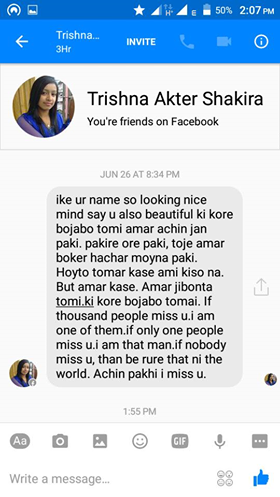 50% 2:07 PM
Trishna...
3Hr
INVITE
Trishna Akter Shakira
You're friends on Facebook
JUN 26 AT 8:34 PM
ike ur name so looking nice
mind say u also beautiful ki kore
bojabo tomi amar achin jan
paki. pakire ore paki, toje amar
boker hachar moyna paki.
Hoyto tomar kase ami kiso na.
But amar kase. Amar jibonta
tomi.ki kore bojabo tomai. If
thousand people miss u.i am
one of them.if only one people
miss u.i am that man.if nobody
miss u, than be rure that ni the
world. Achin pakhi i miss u.
1:55 PM
Aa
GIF
Write a message…